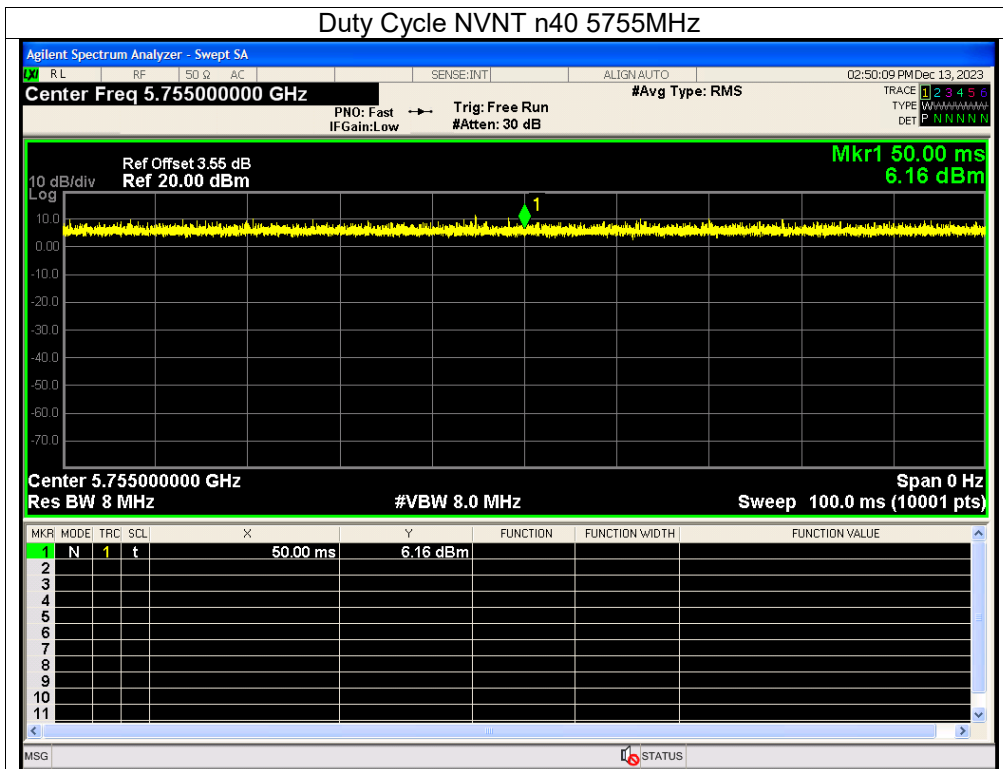 Duty Cycle NVNT n40 5755MHz
Agilent Spectrum Analyzer - Swept SA
LXI RL RF 50 Ω AC SENSE:INT ALIGN AUTO 02:50:09 PM Dec 13, 2023
Center Freq 5.755000000 GHz #Avg Type: RMS TRACE 1 2 3 4 5 6
PNO: Fast Trig: Free Run TYPE WWWWWW
IFGain:Low #Atten: 30 dB DET P N N N N N
Mkr1 50.00 ms
Ref Offset 3.55 dB
10 dB/div Ref 20.00 dBm 6.16 dBm
Log
1
10.0
0.00
-10.0
-20.0
-30.0
-40.0
-50.0
-60.0
-70.0
Center 5.755000000 GHz Span 0 Hz
Res BW 8 MHz #VBW 8.0 MHz Sweep 100.0 ms (10001 pts)
MKR MODE TRC SCL X Y FUNCTION FUNCTION WIDTH FUNCTION VALUE
1 N 1 t 50.00 ms 6.16 dBm
2
3
4
5
6
7
8
9
10
11
MSG STATUS